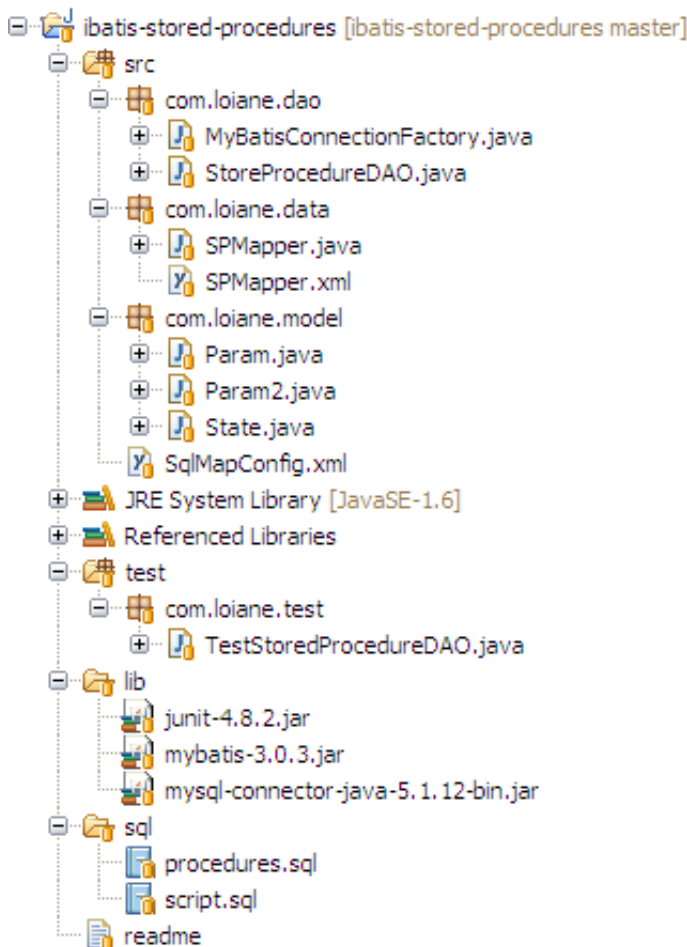 ibatis-stored-procedures [ibatis-stored-procedures master]
src
com.loiane.dao
MyBatisConnectionFactory.java
StoreProcedureDAO.java
com.loiane.data
SPMapper.java
SPMapper.xml
com.loiane.model
Param.java
Param2.java
State.java
SqlMapConfig.xml
JRE System Library [JavaSE-1.6]
Referenced Libraries
test
com.loiane.test
TestStoredProcedureDAO.java
lib
junit-4.8.2.jar
mybatis-3.0.3.jar
mysql-connector-java-5.1.12-bin.jar
sql
procedures.sql
script.sql
readme